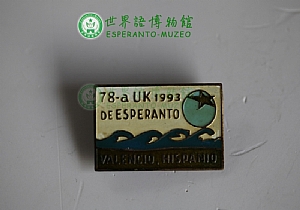 世界語博物館
ESPERANTO-MUZEO
78-a UK 1993
DE ESPERANTO
VALENCIO, HISPANIO